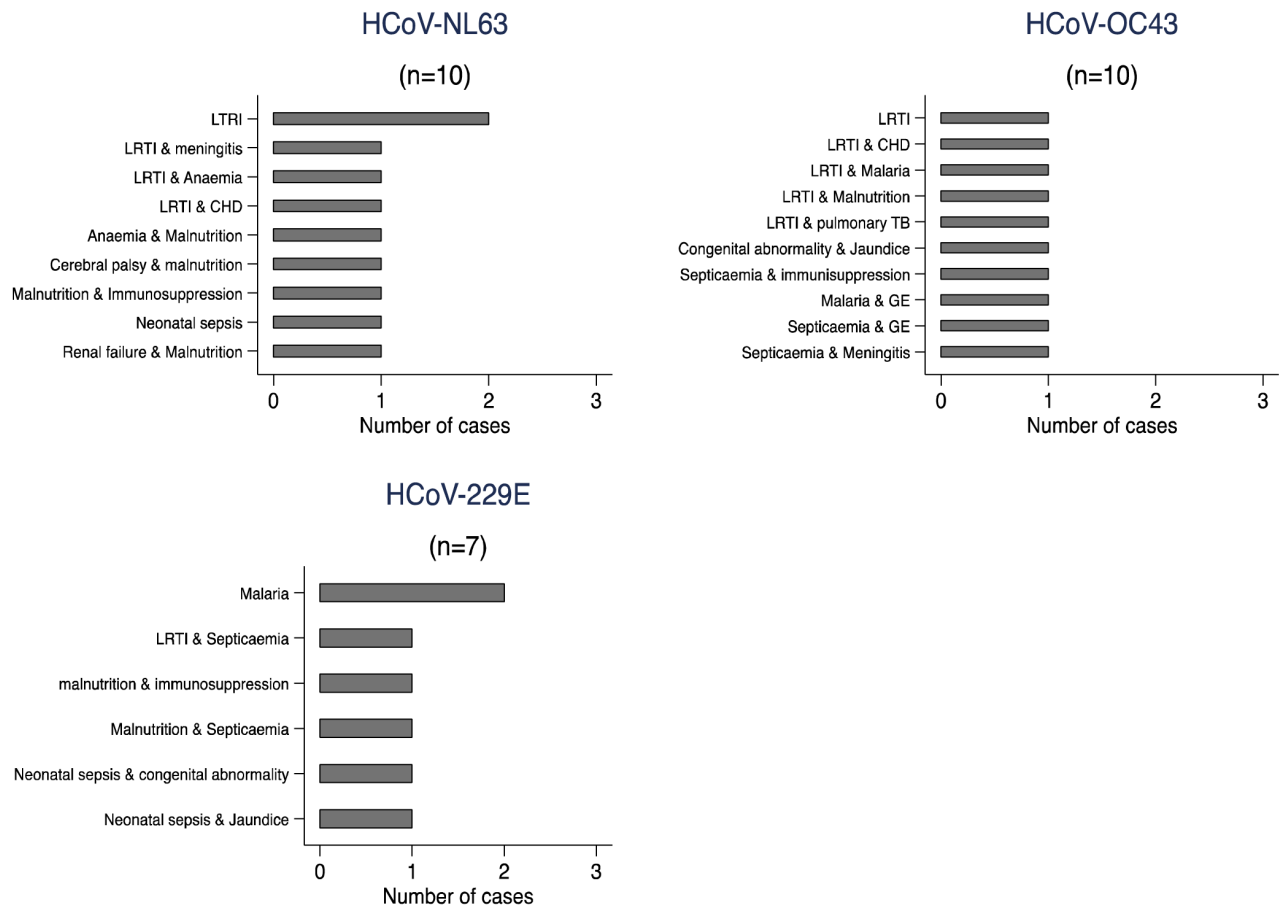 HCoV-NL63
(n=10)
LTRI
LRTI & meningitis
LRTI & Anaemia
LRTI & CHD
Anaemia & Malnutrition
Cerebral palsy & malnutrition
Malnutrition & Immunosuppression
Neonatal sepsis
Renal failure & Malnutrition
0 1 2 3
Number of cases
HCoV-OC43
(n=10)
LRTI
LRTI & CHD
LRTI & Malaria
LRTI & Malnutrition
LRTI & pulmonary TB
Congenital abnormality & Jaundice
Septicaemia & immunisuppression
Malaria & GE
Septicaemia & GE
Septicaemia & Meningitis
0 1 2 3
Number of cases
HCoV-229E
(n=7)
Malaria
LRTI & Septicaemia
malnutrition & immunosuppression
Malnutrition & Septicaemia
Neonatal sepsis & congenital abnormality
Neonatal sepsis & Jaundice
0 1 2 3
Number of cases